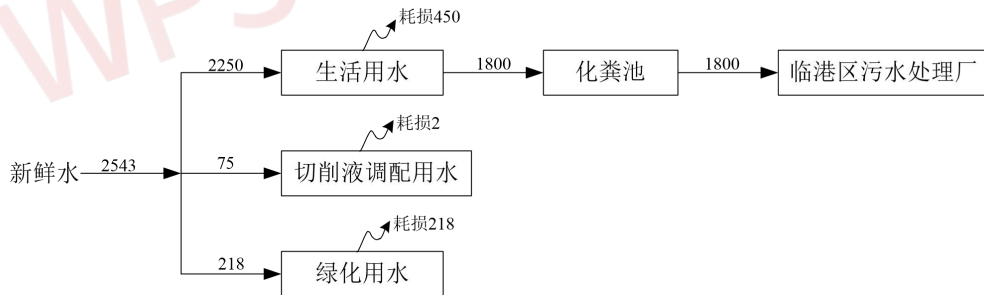 WPS
耗损450
2250
生活用水
1800
化粪池
1800
临港区污水处理厂
耗损2
新鲜水
2543
75
切削液调配用水
耗损218
218
绿化用水